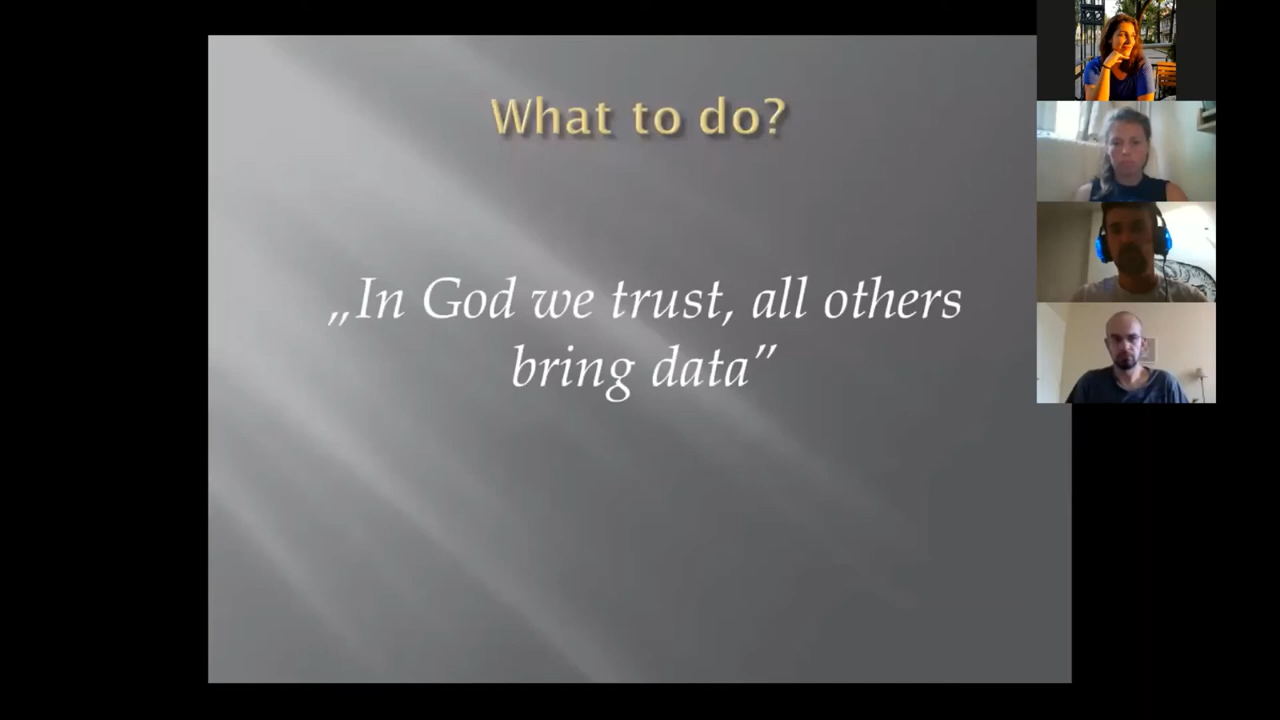 What to do?
„In God we trust, all others
bring data”